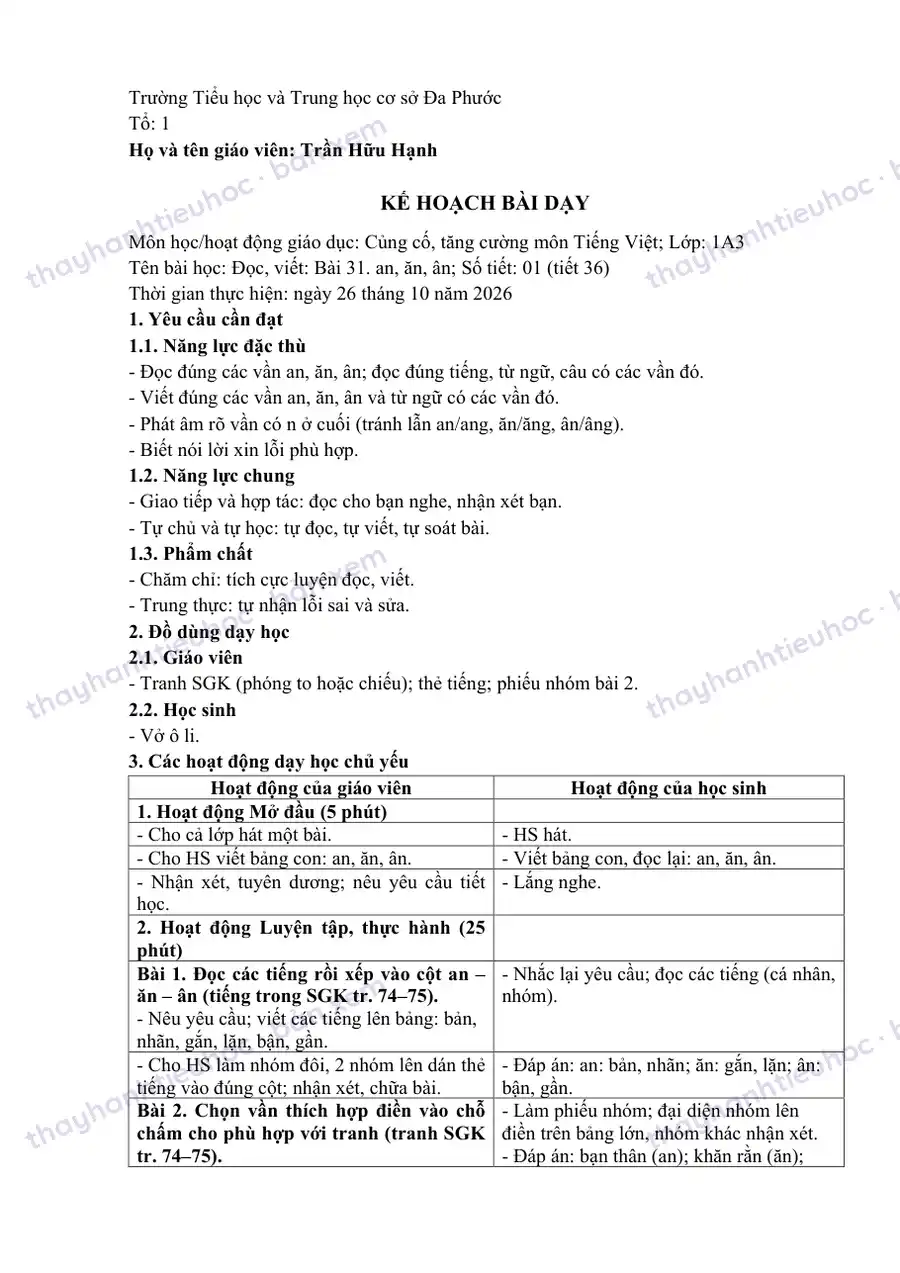 Trường Tiểu học và Trung học cơ sở Đa Phước
Tổ: 1
Họ và tên giáo viên: Trần Hữu Hạnh
KẾ HOẠCH BÀI DẠY
Môn học/hoạt động giáo dục: Củng cố, tăng cường môn Tiếng Việt; Lớp: 1A3
Tên bài học: Đọc, viết: Bài 31. an, ăn, ân; Số tiết: 01 (tiết 36)
Thời gian thực hiện: ngày 26 tháng 10 năm 2026
1. Yêu cầu cần đạt
1.1. Năng lực đặc thù
- Đọc đúng các vần an, ăn, ân; đọc đúng tiếng, từ ngữ, câu có các vần đó.
- Viết đúng các vần an, ăn, ân và từ ngữ có các vần đó.
- Phát âm rõ vần có n ở cuối (tránh lẫn an/ang, ăn/ăng, ân/âng).
- Biết nói lời xin lỗi phù hợp.
1.2. Năng lực chung
- Giao tiếp và hợp tác: đọc cho bạn nghe, nhận xét bạn.
- Tự chủ và tự học: tự đọc, tự viết, tự soát bài.
1.3. Phẩm chất
- Chăm chỉ: tích cực luyện đọc, viết.
- Trung thực: tự nhận lỗi sai và sửa.
2. Đồ dùng dạy học
2.1. Giáo viên
- Tranh SGK (phóng to hoặc chiếu); thẻ tiếng; phiếu nhóm bài 2.
2.2. Học sinh
- Vở ô li.
3. Các hoạt động dạy học chủ yếu
Hoạt động của giáo viên
Hoạt động của học sinh
1. Hoạt động Mở đầu (5 phút)
- Cho cả lớp hát một bài.
- HS hát.
- Cho HS viết bảng con: an, ăn, ân.
- Viết bảng con, đọc lại: an, ăn, ân.
- Nhận xét, tuyên dương; nêu yêu cầu tiết
học.
- Lắng nghe.
2. Hoạt động Luyện tập, thực hành (25
phút)
Bài 1. Đọc các tiếng rồi xếp vào cột an –
ăn – ân (tiếng trong SGK tr. 74–75).
- Nêu yêu cầu; viết các tiếng lên bảng: bản,
nhãn, gắn, lặn, bận, gần.
- Nhắc lại yêu cầu; đọc các tiếng (cá nhân,
nhóm).
- Cho HS làm nhóm đôi, 2 nhóm lên dán thẻ
tiếng vào đúng cột; nhận xét, chữa bài.
- Đáp án: an: bản, nhãn; ăn: gắn, lặn; ân:
bận, gần.
Bài 2. Chọn vần thích hợp điền vào chỗ
chấm cho phù hợp với tranh (tranh SGK
tr. 74–75).
- Làm phiếu nhóm; đại diện nhóm lên
điền trên bảng lớn, nhóm khác nhận xét.
- Đáp án: bạn thân (an); khăn rằn (ăn);
thayhanhtieuhoc · bản xem
thayhanhtieuhoc · b
thayhanhtieuhoc · bản xem
thayhanhtieuhoc · b
thayhanhtieuhoc · bản xem
thayhanhtieuhoc · b